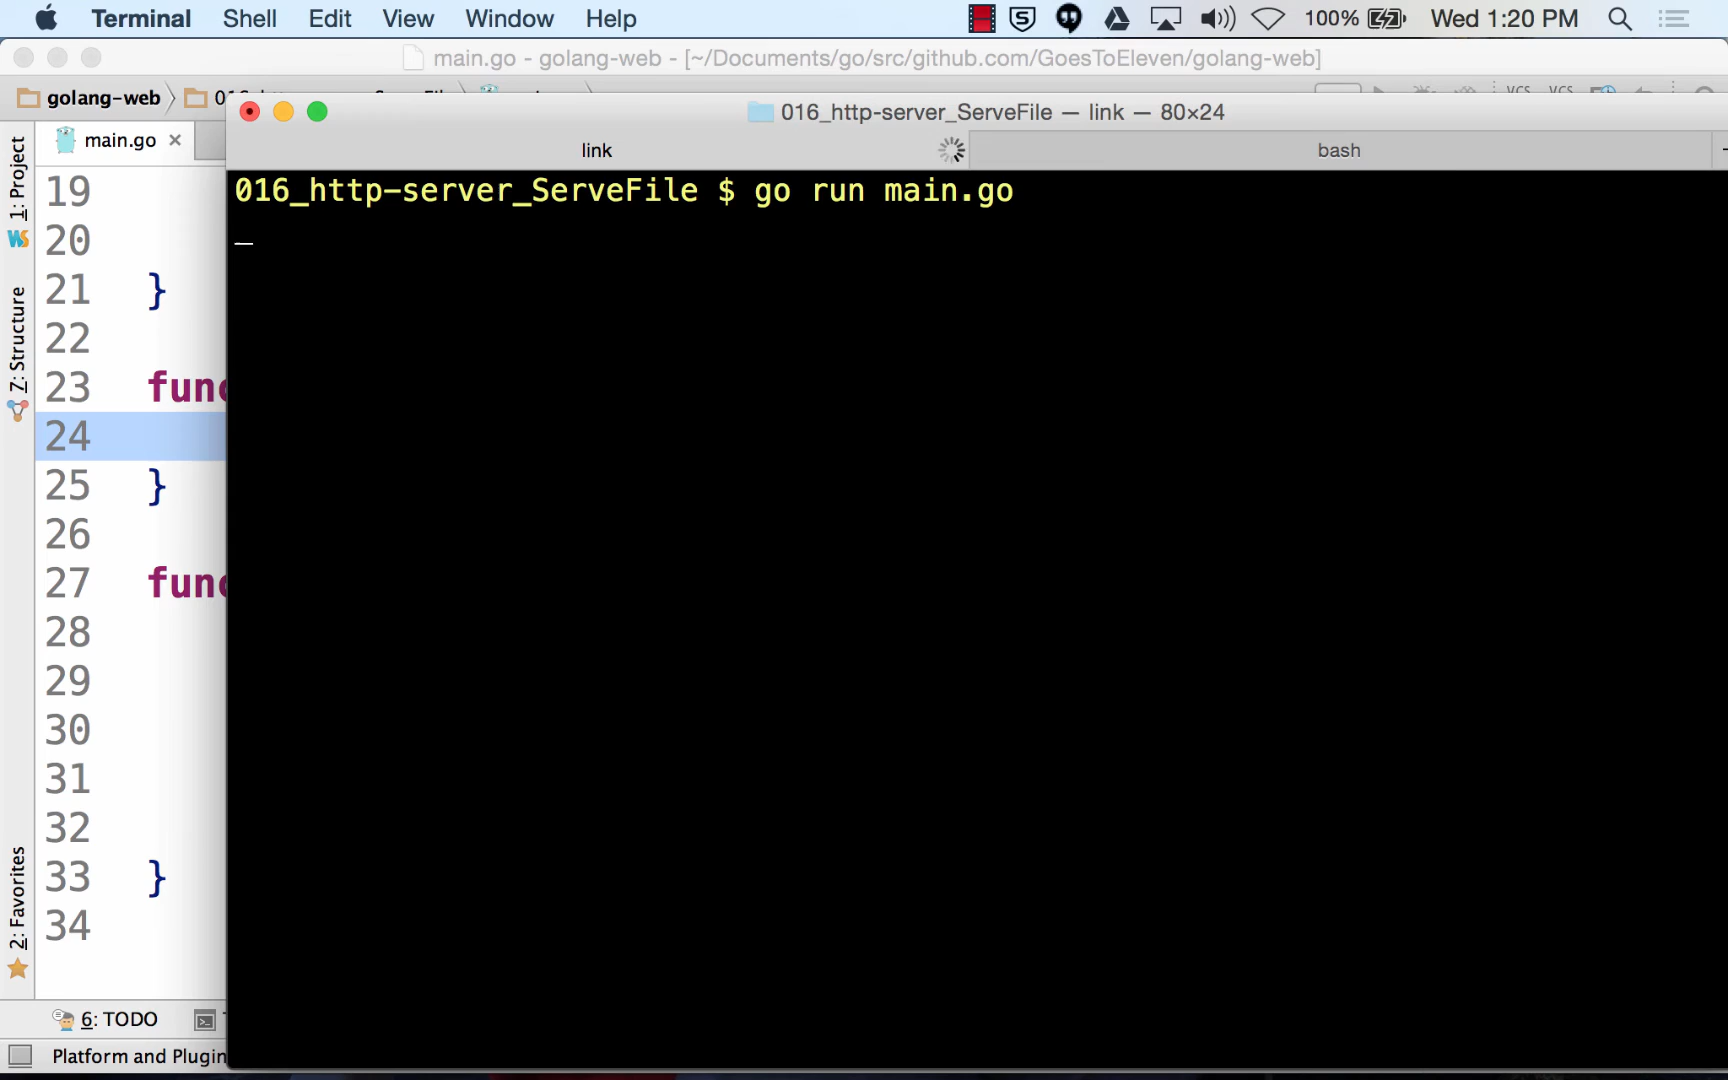 Terminal Shell Edit View Window Help 100% Wed 1:20 PM
main.go - golang-web - [~/Documents/go/src/github.com/GoesToEleven/golang-web]
golang-web
016_http-server_ServeFile — link — 80×24
main.go
link bash
1: Project
7: Structure
2: Favorites
016_http-server_ServeFile $ go run main.go
19
20
21 }
22
23 func
24
25 }
26
27 func
28
29
30
31
32
33 }
34
6: TODO
Platform and Plugin